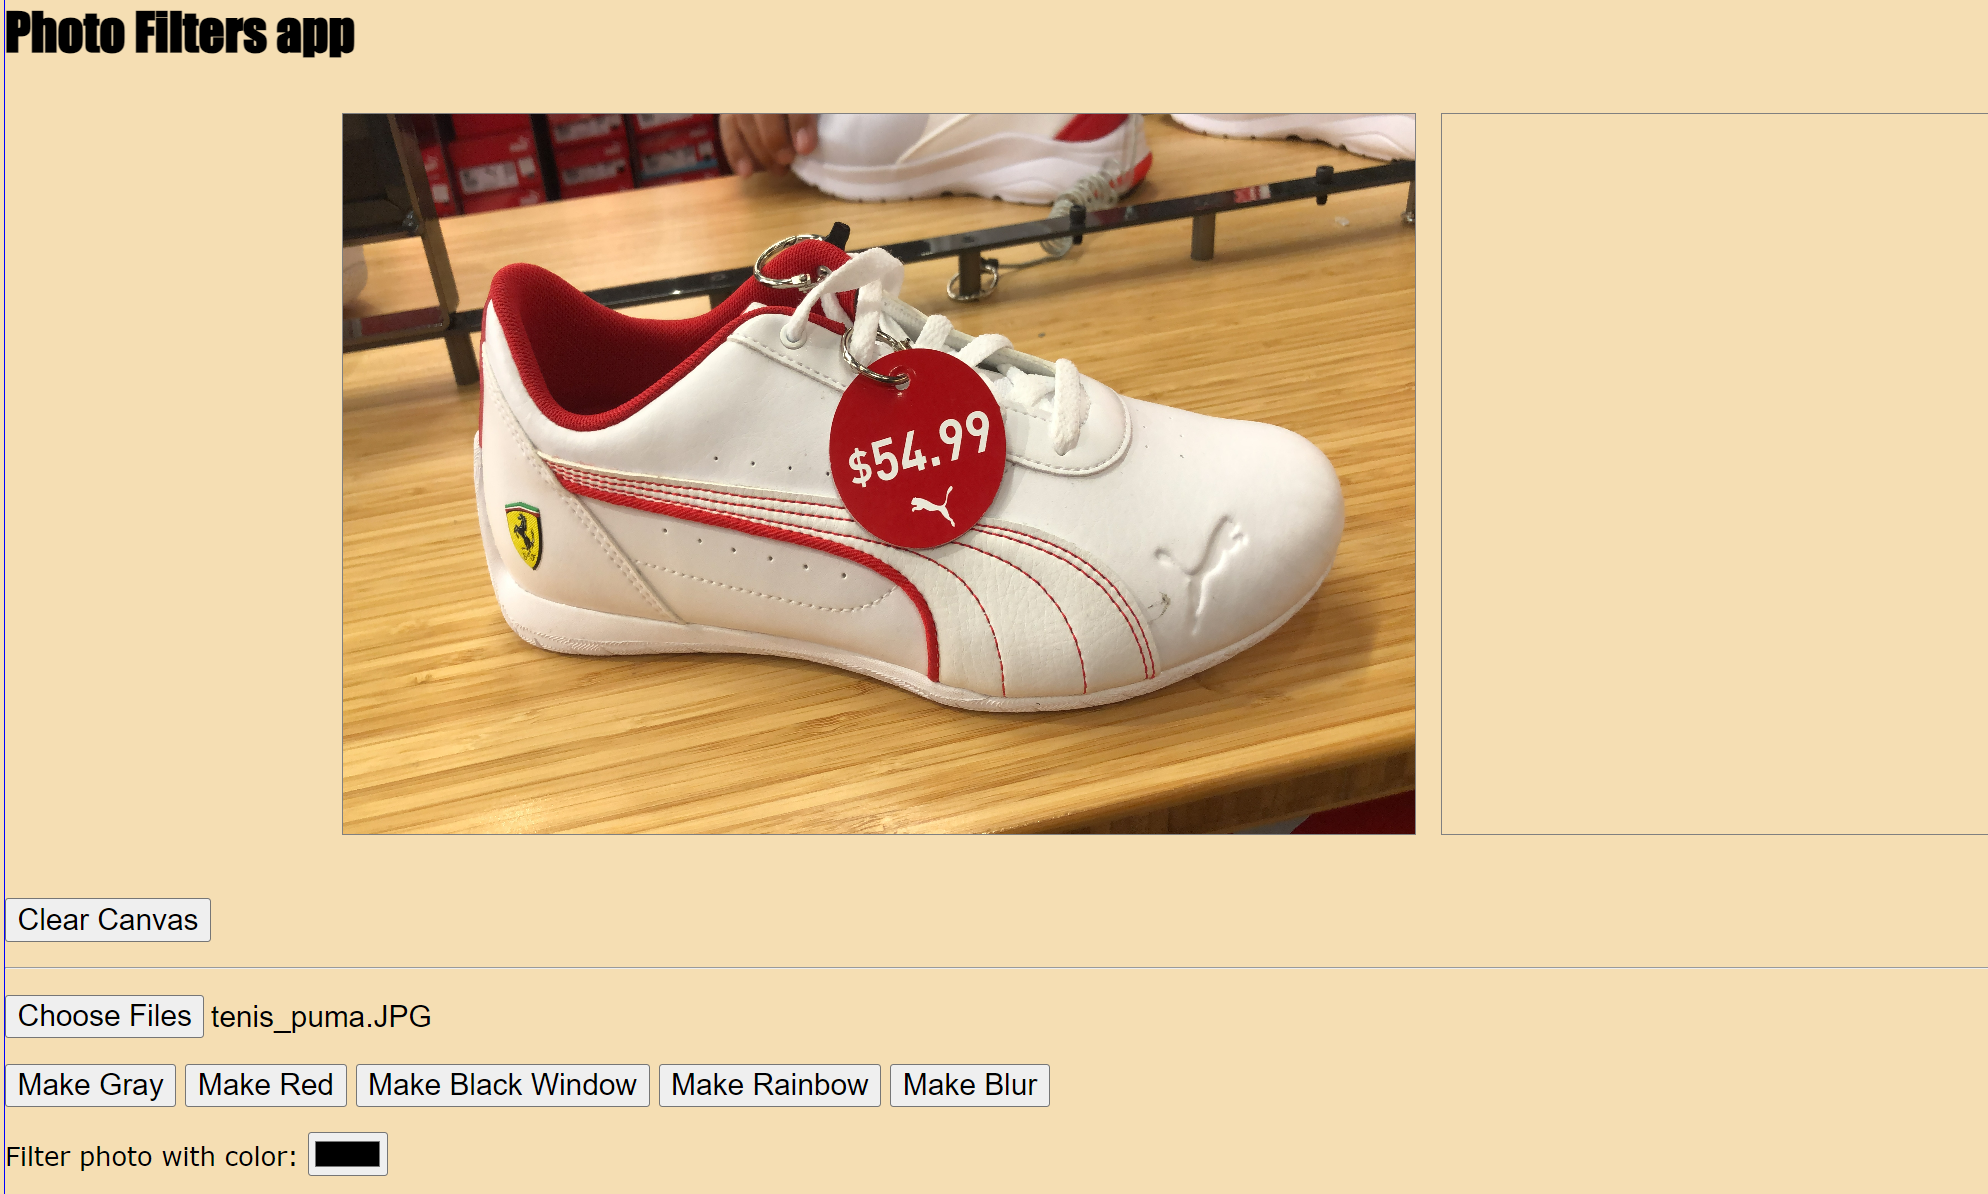 Photo Filters app
$54.99
Clear Canvas
Choose Files tenis_puma.JPG
Make Gray Make Red Make Black Window Make Rainbow Make Blur
Filter photo with color: